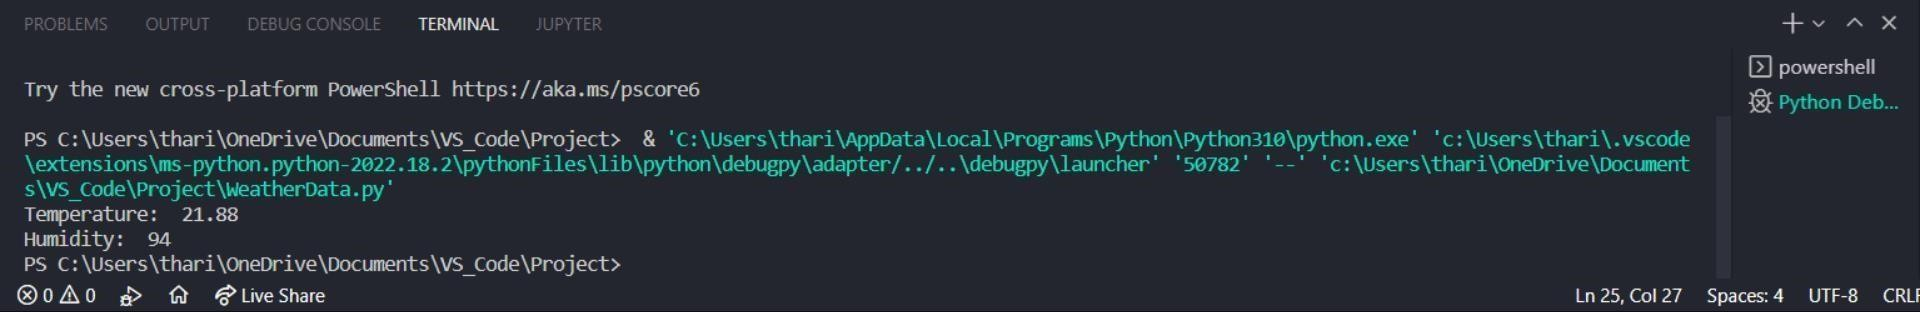 PROBLEMS OUTPUT DEBUG CONSOLE TERMINAL JUPYTER
Try the new cross-platform PowerShell https://aka.ms/pscore6
powershell
Python Deb...
PS C:\Users\thari\OneDrive\Documents\VS_Code\Project>  & 'C:\Users\thari\AppData\Local\Programs\Python\Python310\python.exe' 'c:\Users\thari\.vscode
\extensions\ms-python.python-2022.18.2\pythonFiles\lib\python\debugpy\adapter/../..\debugpy\launcher' '50782' '--' 'c:\Users\thari\OneDrive\Document
s\VS_Code\Project\WeatherData.py'
Temperature:  21.88
Humidity:  94
PS C:\Users\thari\OneDrive\Documents\VS_Code\Project>
0 0 Live Share Ln 25, Col 27 Spaces: 4 UTF-8 CRLF